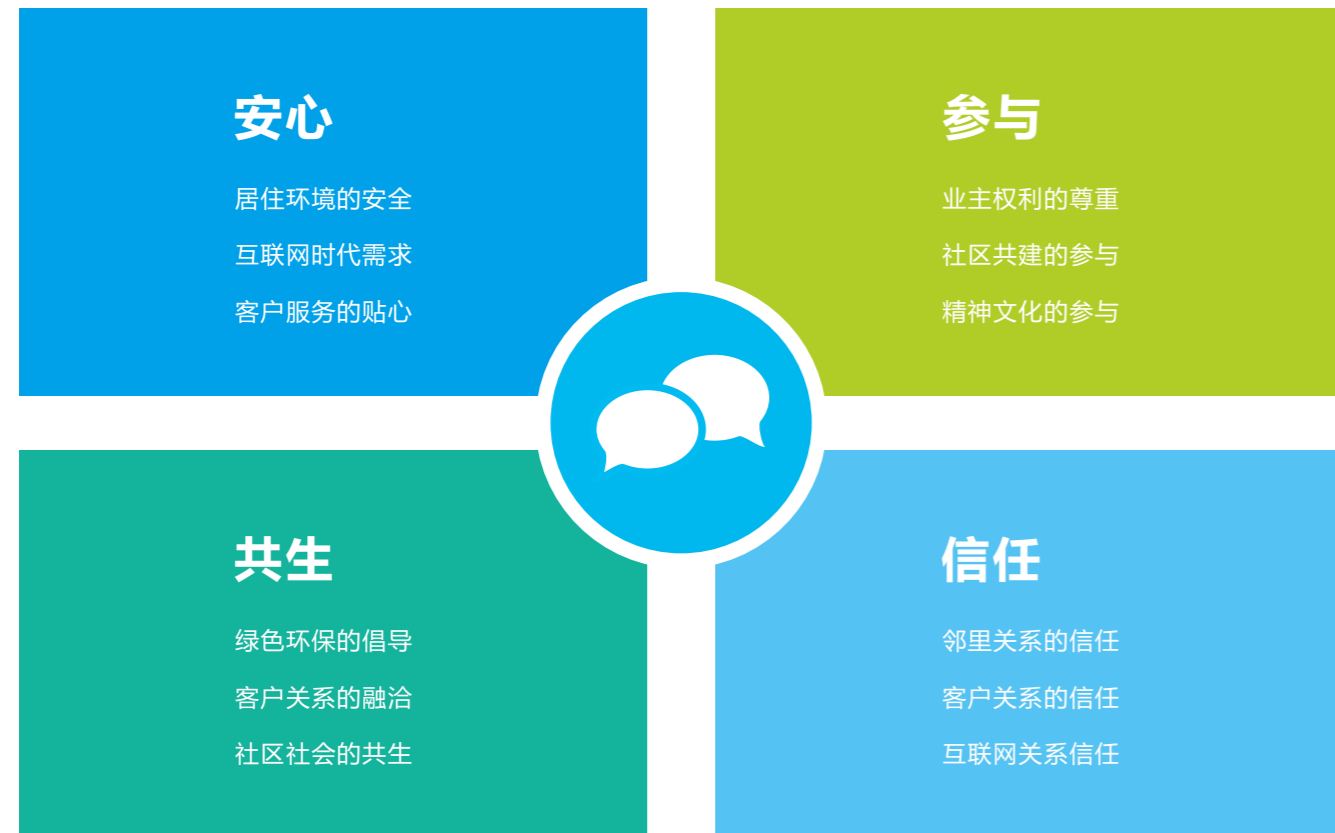 安心
居住环境的安全
互联网时代需求
客户服务的贴心
参与
业主权利的尊重
社区共建的参与
精神文化的参与
共生
绿色环保的倡导
客户关系的融洽
社区社会的共生
信任
邻里关系的信任
客户关系的信任
互联网关系信任